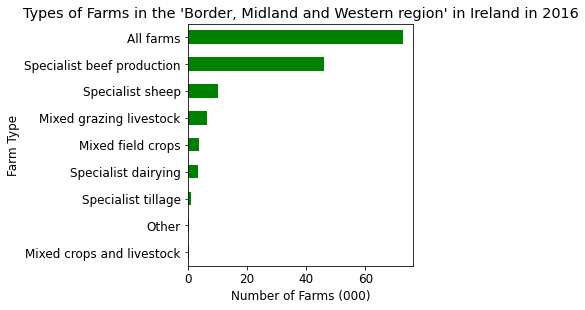 Types of Farms in the 'Border, Midland and Western region' in Ireland in 2016
All farms
Specialist beef production
Specialist sheep
Mixed grazing livestock
Mixed field crops
Specialist dairying
Specialist tillage
Other
Mixed crops and livestock
Farm Type
0 20 40 60
Number of Farms (000)